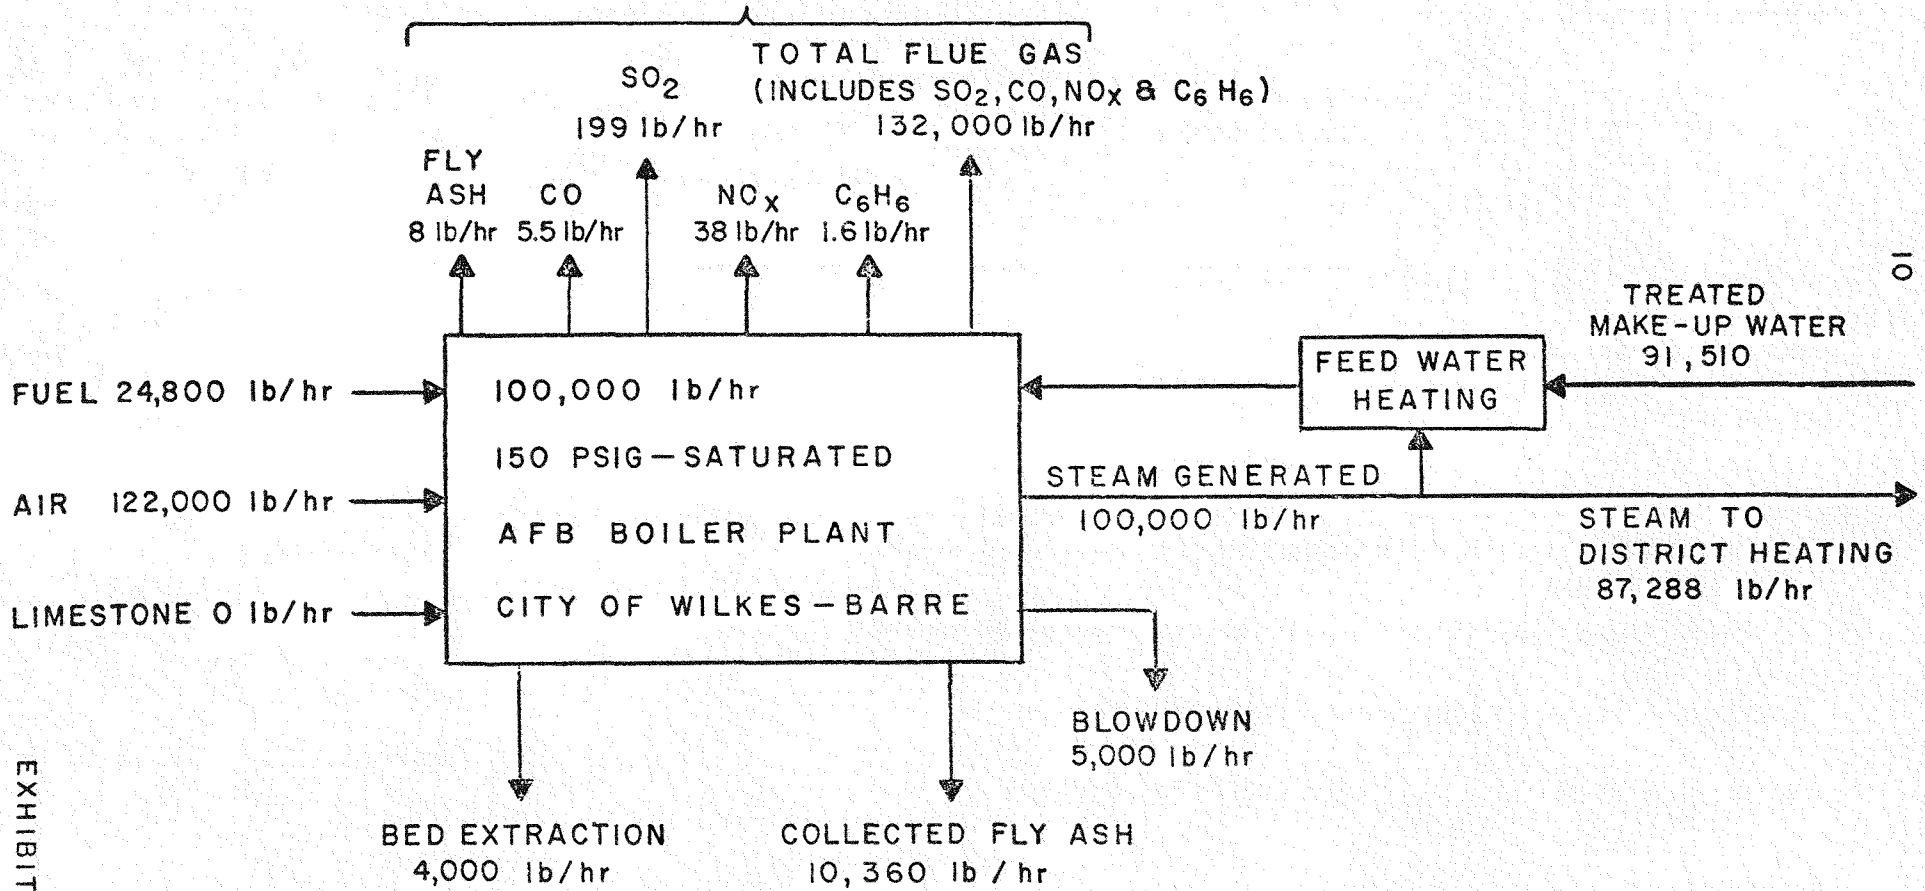 TOTAL FLUE GAS
(INCLUDES SO2, CO, NOX & C6 H6)
132,000 lb/hr
SO2
199 lb/hr
FLY
ASH
8 lb/hr
CO
5.5 lb/hr
NOX
38 lb/hr
C6H6
1.6 lb/hr
10
TREATED
MAKE-UP WATER
91,510
FEED WATER
HEATING
FUEL 24,800 lb/hr
AIR 122,000 lb/hr
LIMESTONE 0 lb/hr
100,000 lb/hr
150 PSIG—SATURATED
AFB BOILER PLANT
CITY OF WILKES—BARRE
STEAM GENERATED
100,000 lb/hr
STEAM TO
DISTRICT HEATING
87,288 lb/hr
BLOWDOWN
5,000 lb/hr
BED EXTRACTION
4,000 lb/hr
COLLECTED FLY ASH
10,360 lb / hr
EXHIBIT